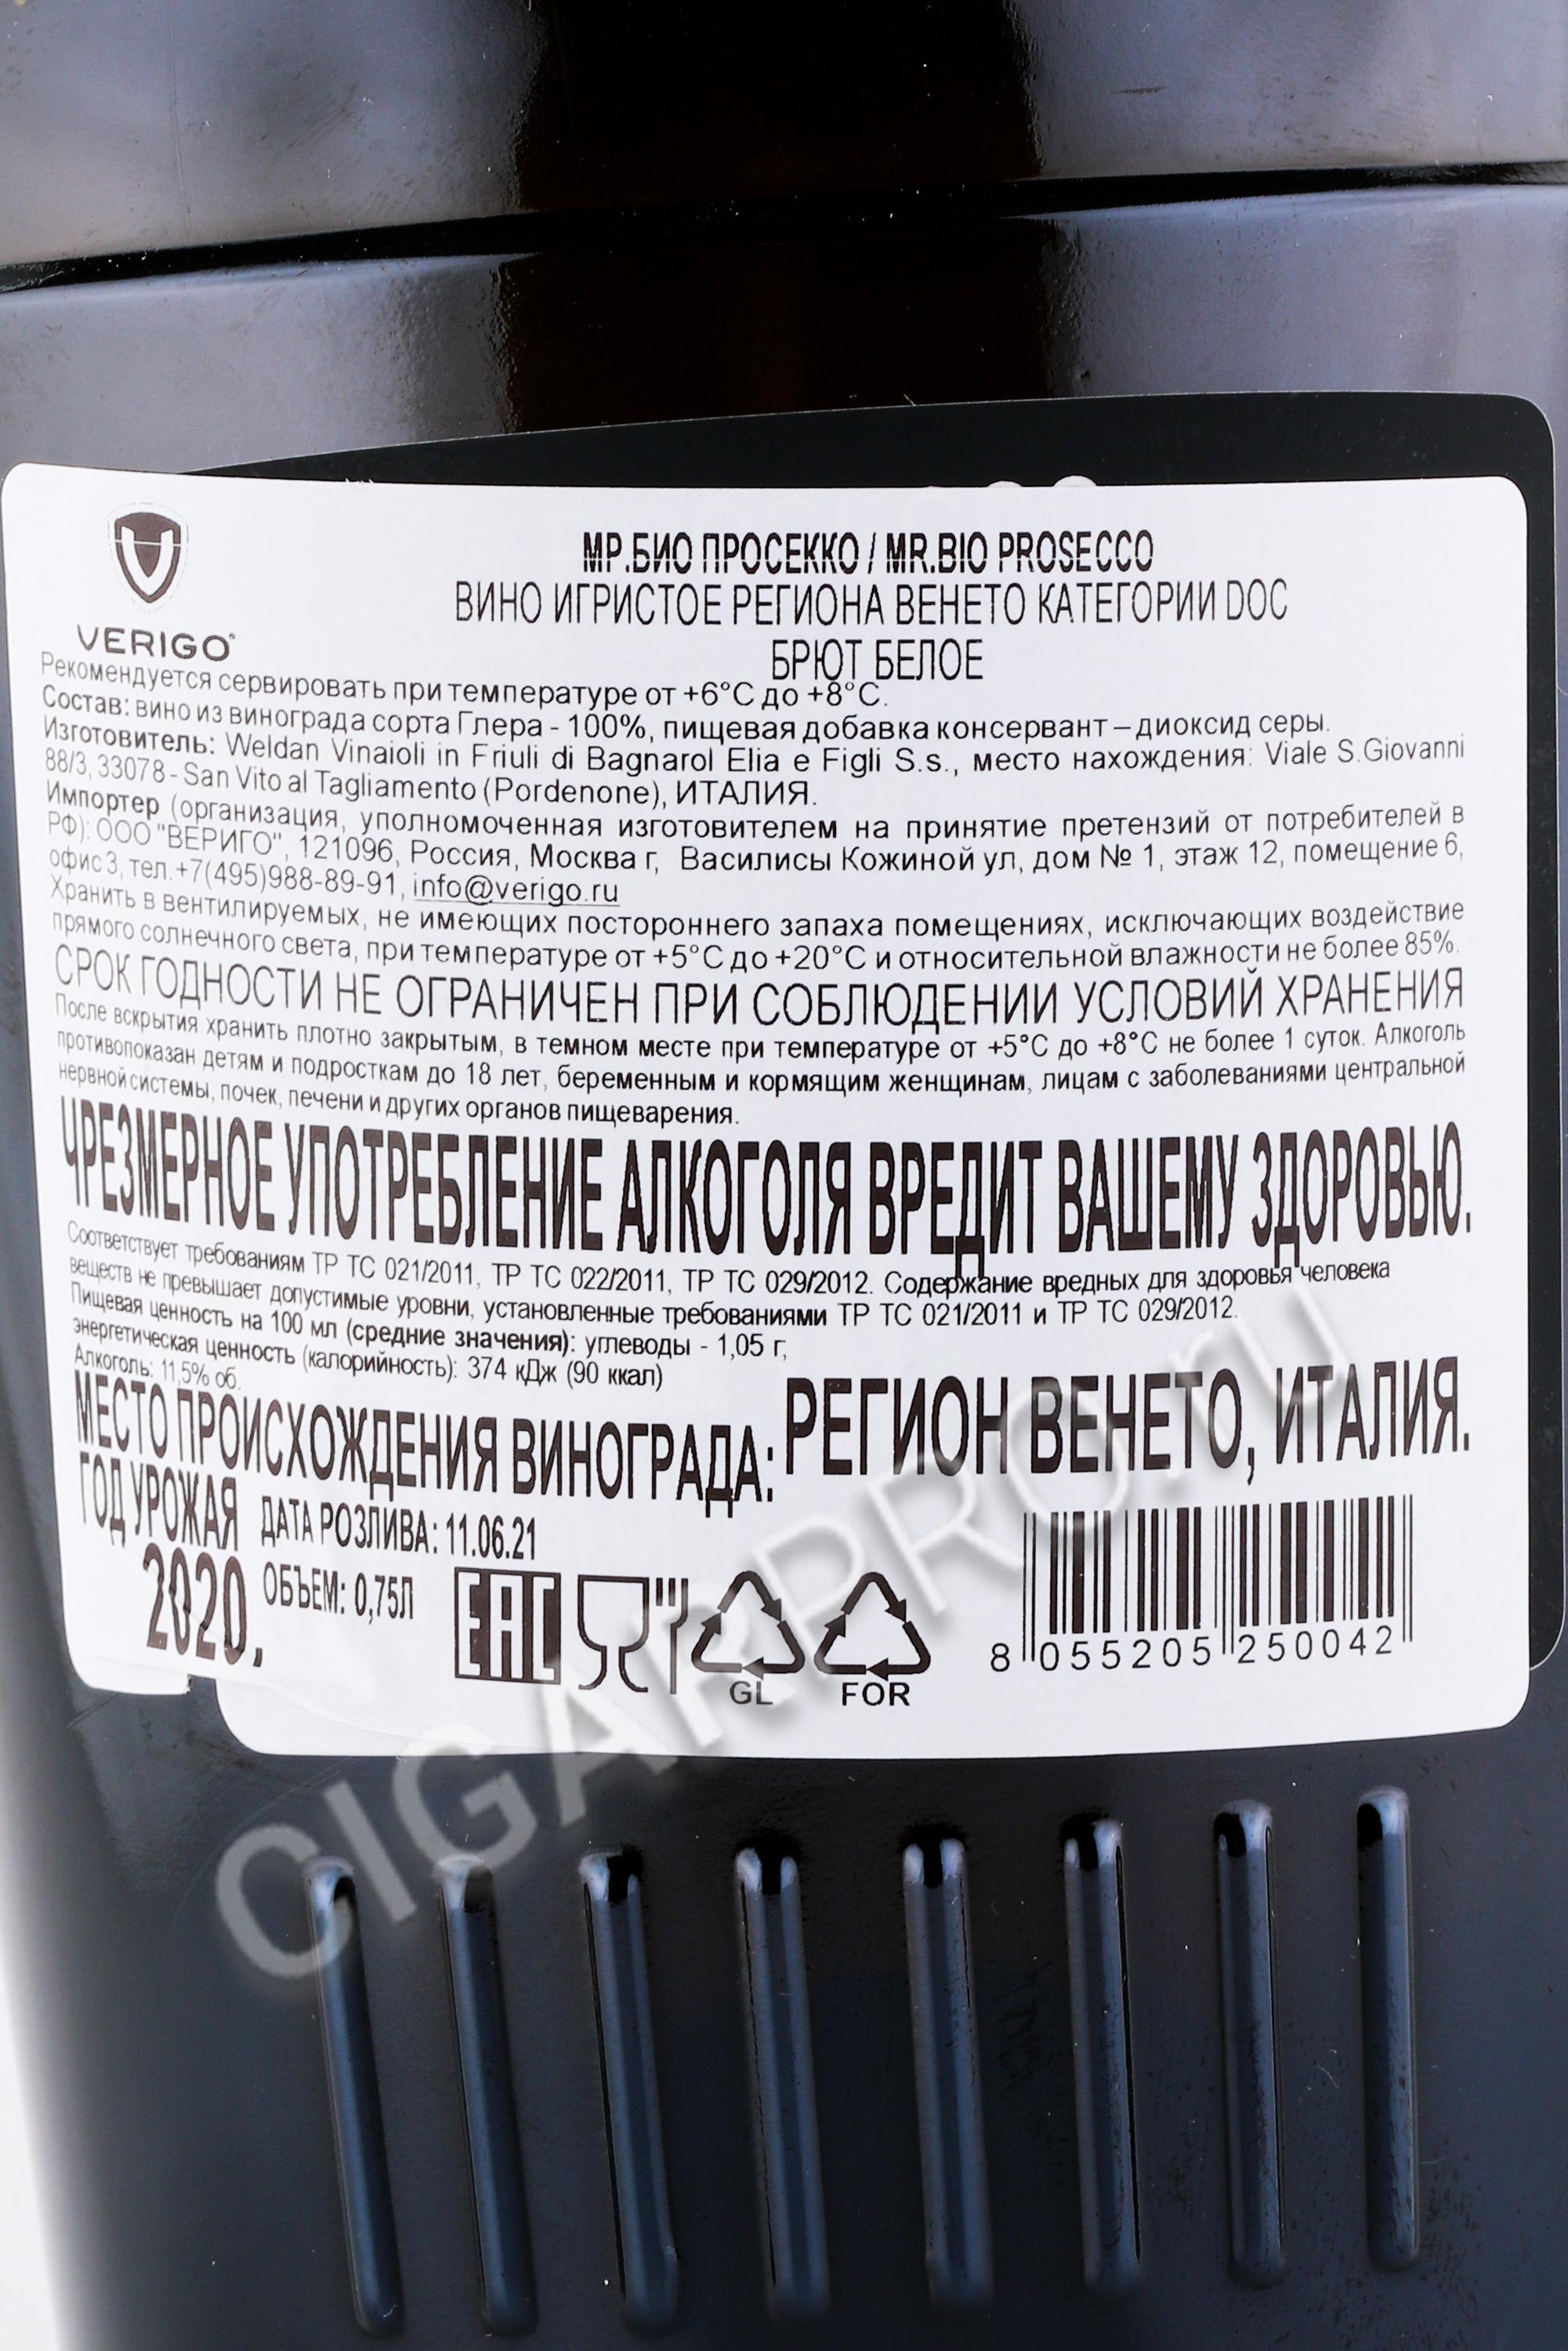 VERIGO®
МР.БИО ПРОСЕККО / MR.BIO PROSECCO
ВИНО ИГРИСТОЕ РЕГИОНА ВЕНЕТО КАТЕГОРИИ DOC
БРЮТ БЕЛОЕ
Рекомендуется сервировать при температуре от +6°C до +8°C.
Состав: вино из винограда сорта Глера - 100%, пищевая добавка консервант – диоксид серы.
Изготовитель: Weldan Vinaioli in Friuli di Bagnarol Elia e Figli S.s., место нахождения: Viale S.Giovanni
88/3, 33078 - San Vito al Tagliamento (Pordenone), ИТАЛИЯ.
Импортер (организация, уполномоченная изготовителем на принятие претензий от потребителей в
РФ): ООО "ВЕРИГО", 121096, Россия, Москва г, Василисы Кожиной ул, дом № 1, этаж 12, помещение 6,
офис 3, тел.+7(495)988-89-91, info@verigo.ru
Хранить в вентилируемых, не имеющих постороннего запаха помещениях, исключающих воздействие
прямого солнечного света, при температуре от +5°C до +20°C и относительной влажности не более 85%.
СРОК ГОДНОСТИ НЕ ОГРАНИЧЕН ПРИ СОБЛЮДЕНИИ УСЛОВИЙ ХРАНЕНИЯ
После вскрытия хранить плотно закрытым, в темном месте при температуре от +5°C до +8°C не более 1 суток. Алкоголь
противопоказан детям и подросткам до 18 лет, беременным и кормящим женщинам, лицам с заболеваниями центральной
нервной системы, почек, печени и других органов пищеварения.
ЧРЕЗМЕРНОЕ УПОТРЕБЛЕНИЕ АЛКОГОЛЯ ВРЕДИТ ВАШЕМУ ЗДОРОВЬЮ.
Соответствует требованиям ТР ТС 021/2011, ТР ТС 022/2011, ТР ТС 029/2012. Содержание вредных для здоровья человека
веществ не превышает допустимые уровни, установленные требованиями ТР ТС 021/2011 и ТР ТС 029/2012.
Пищевая ценность на 100 мл (средние значения): углеводы - 1,05 г,
энергетическая ценность (калорийность): 374 кДж (90 ккал)
Алкоголь: 11,5% об.
МЕСТО ПРОИСХОЖДЕНИЯ ВИНОГРАДА: РЕГИОН ВЕНЕТО, ИТАЛИЯ.
ГОД УРОЖАЯ
2020.
ДАТА РОЗЛИВА: 11.06.21
ОБЪЕМ: 0,75Л
EAC
GL
FOR
8 055205 250042
CIGARPRO.ru